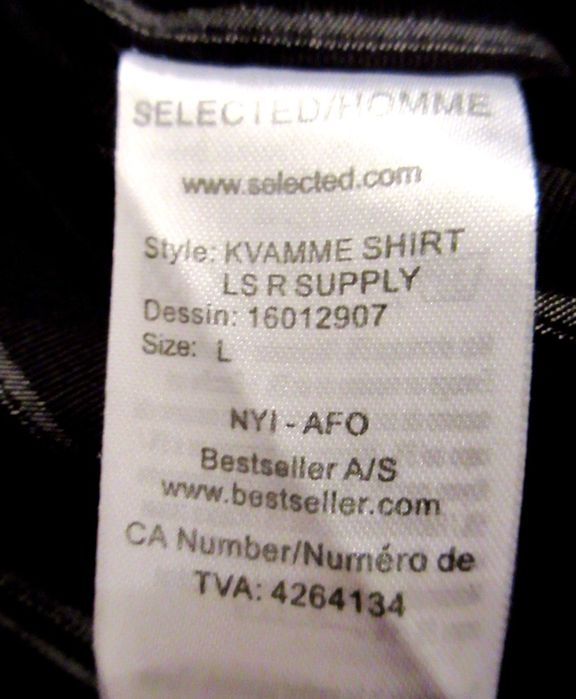 SELECTED/HOMME
www.selected.com
Style: KVAMME SHIRT
LS R SUPPLY
Dessin: 16012907
Size: L
NYI - AFO
Bestseller A/S
www.bestseller.com
CA Number/Numéro de
TVA: 4264134